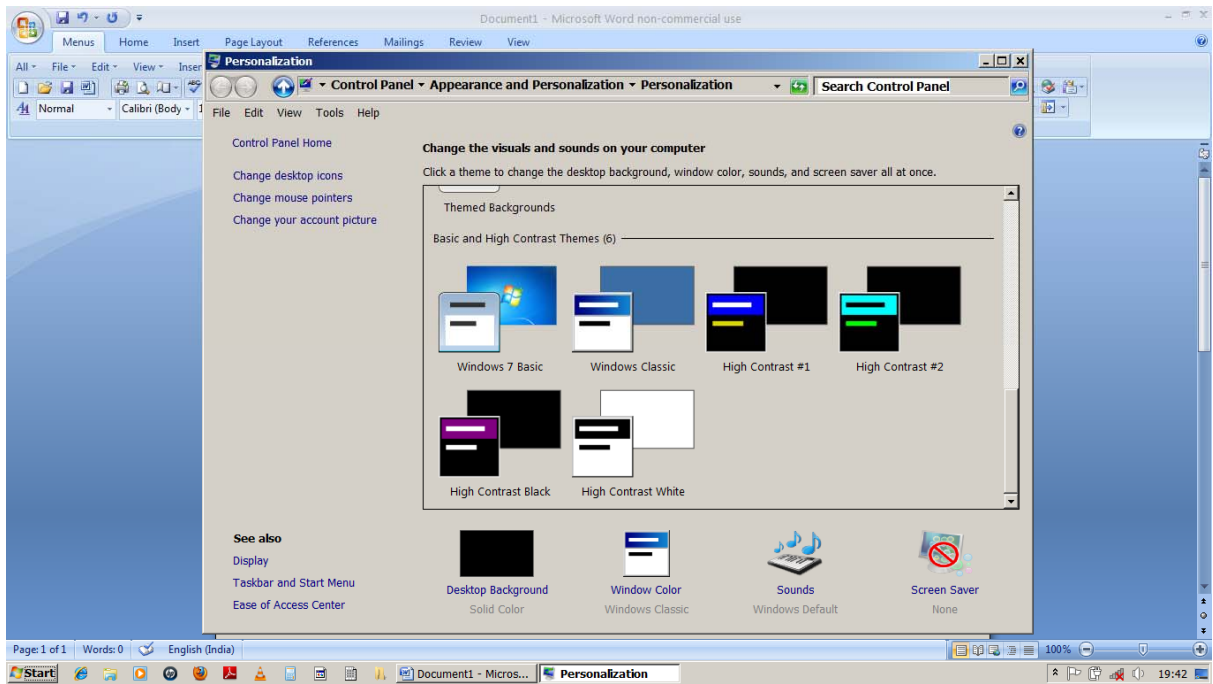 Document1 - Microsoft Word non-commercial use
Menus Home Insert Page Layout References Mailings Review View
Personalization
All File Edit View Inser
Control Panel Appearance and Personalization Personalization Search Control Panel
Normal Calibri (Body 1
File Edit View Tools Help
Control Panel Home
Change desktop icons
Change mouse pointers
Change your account picture
Change the visuals and sounds on your computer
Click a theme to change the desktop background, window color, sounds, and screen saver all at once.
Themed Backgrounds
Basic and High Contrast Themes (6)
Windows 7 Basic Windows Classic High Contrast #1 High Contrast #2
High Contrast Black High Contrast White
See also
Display
Taskbar and Start Menu
Ease of Access Center
Desktop Background Window Color Sounds Screen Saver
Solid Color Windows Classic Windows Default None
Page: 1 of 1 Words: 0 English (India) 100%
Start Document1 - Micros... Personalization 19:42